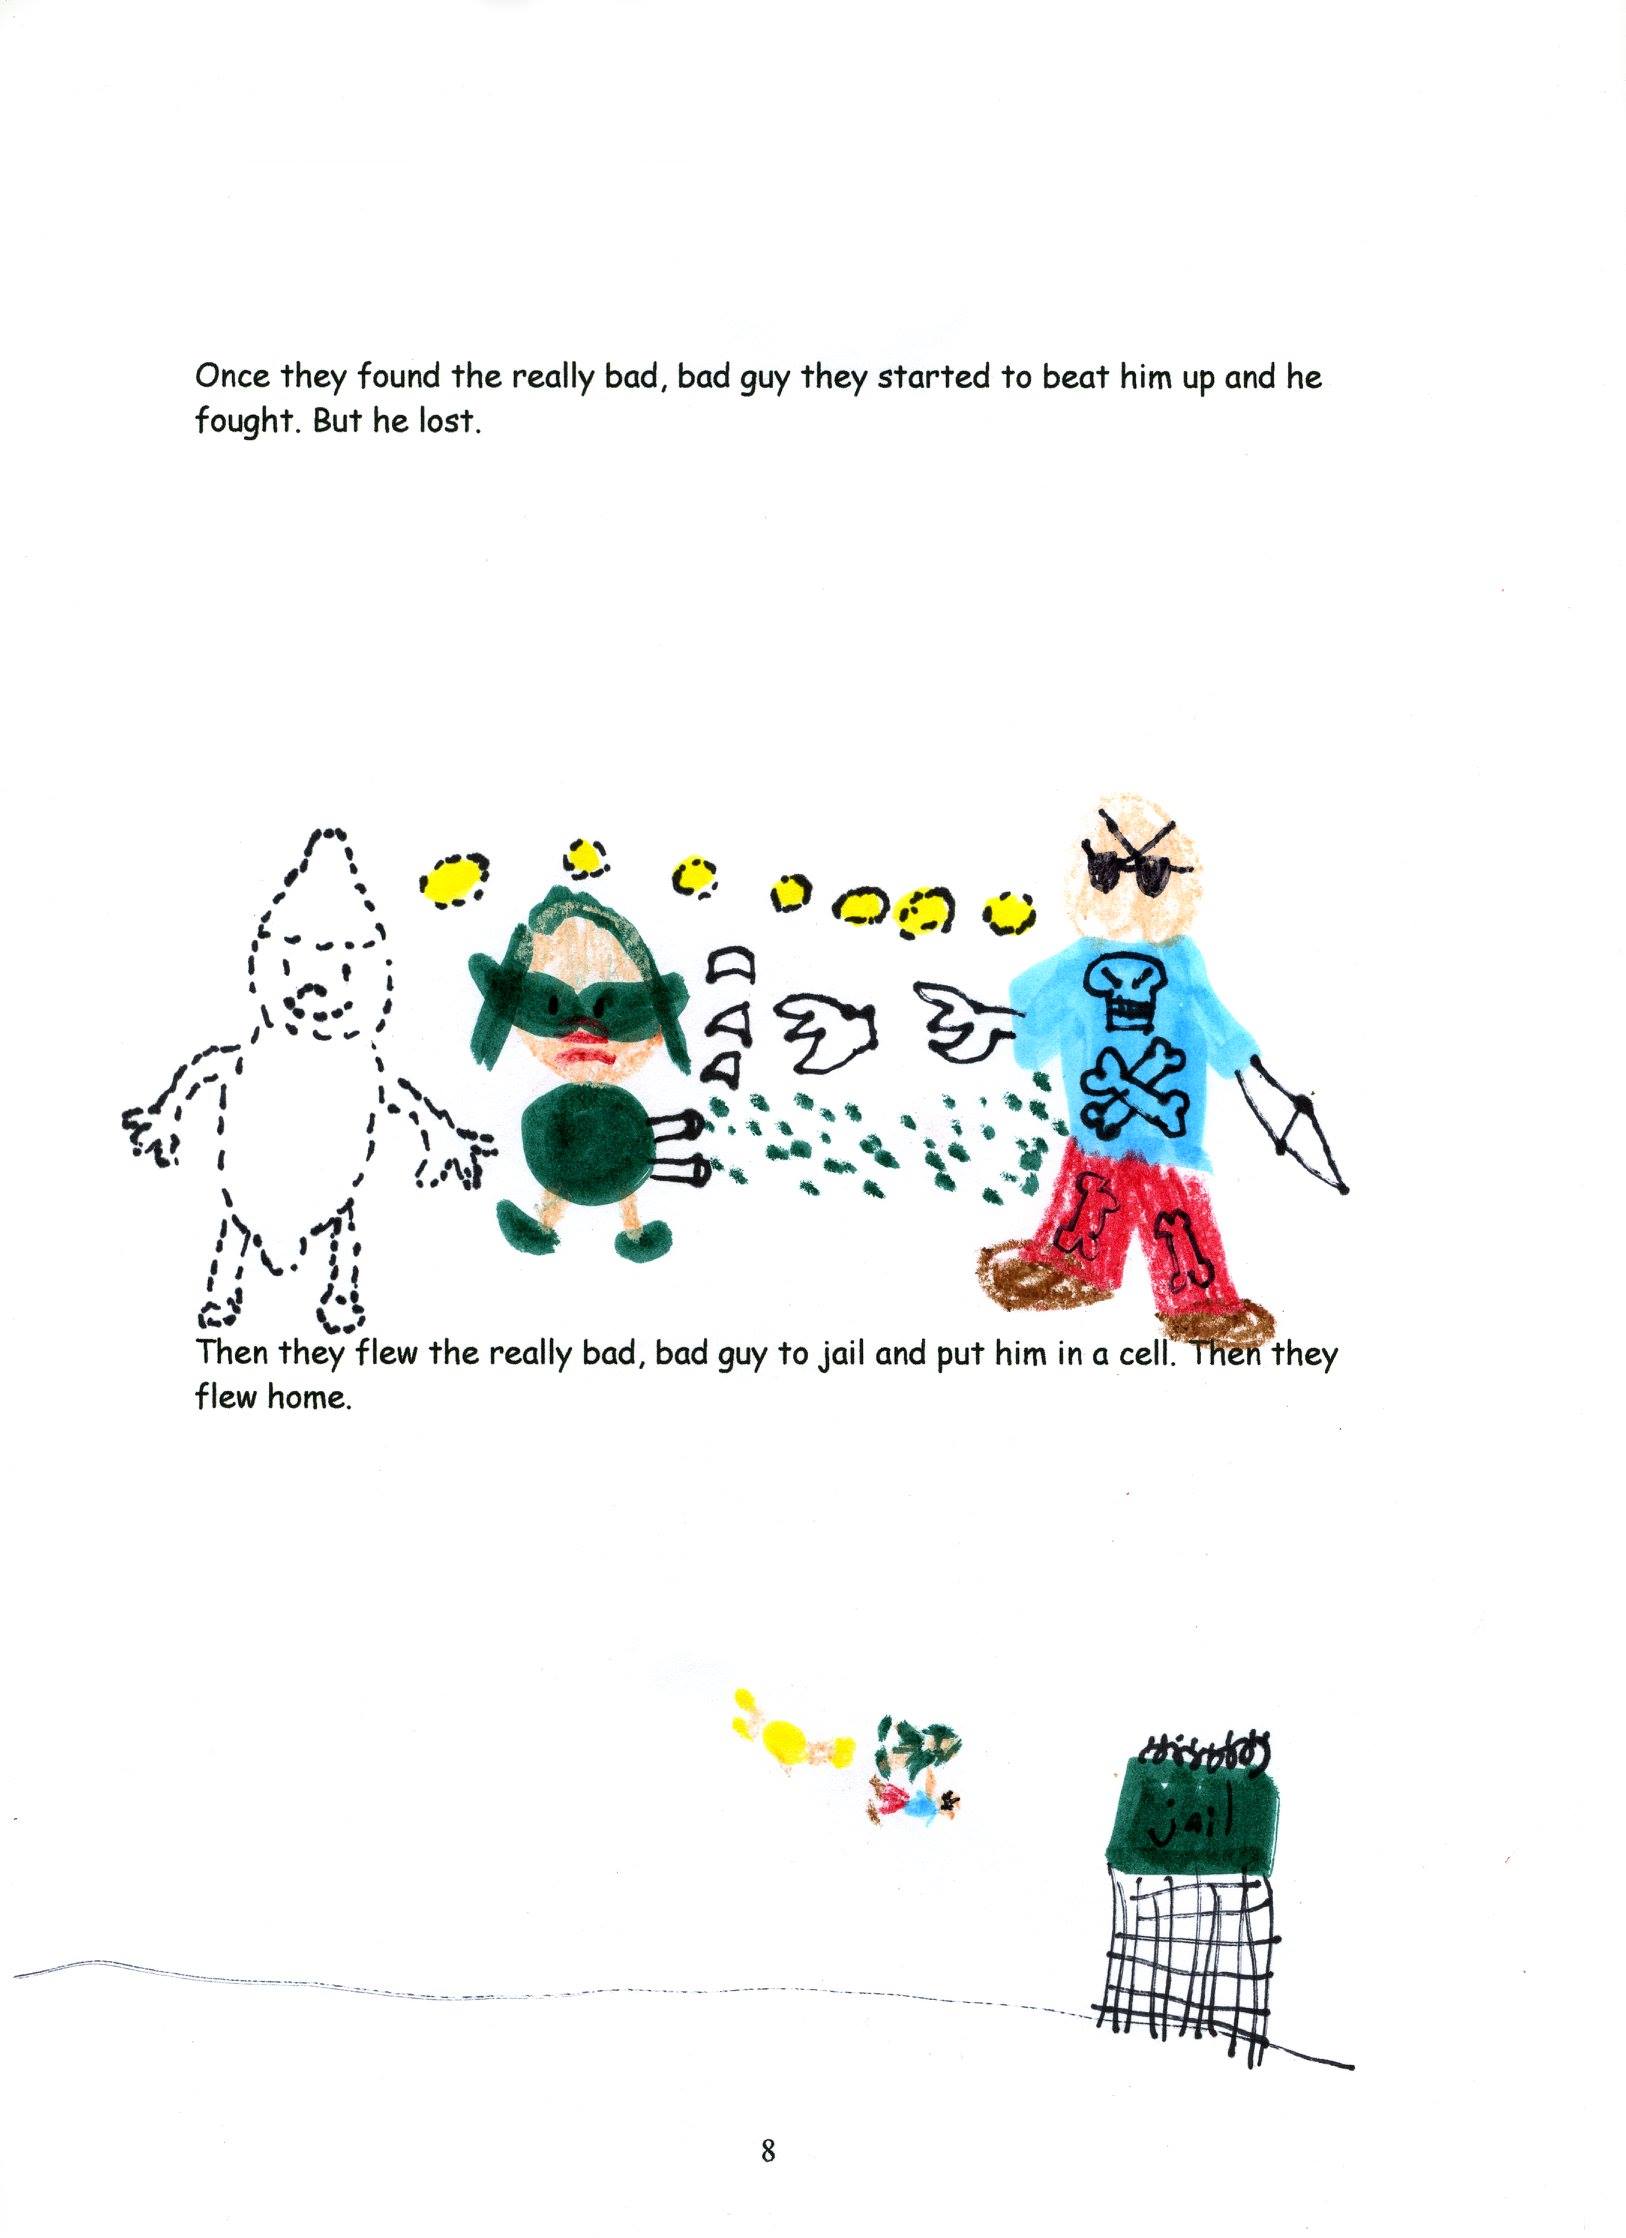 Once they found the really bad, bad guy they started to beat him up and he
fought. But he lost.
Then they flew the really bad, bad guy to jail and put him in a cell. Then they
flew home.
jail
8